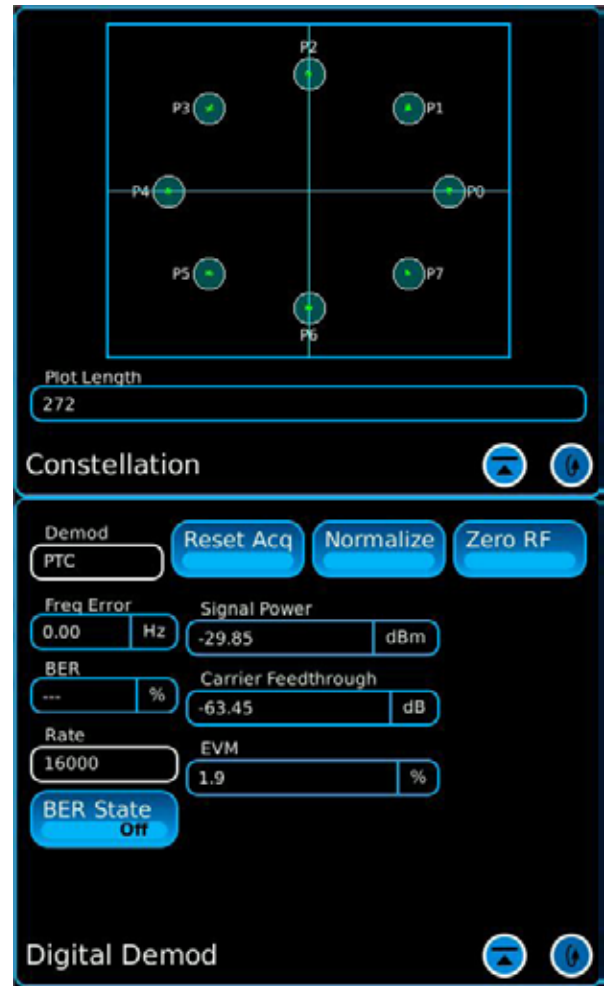 P2
P3 P1
P4 P0
P5 P7
P6
Plot Length
272
Constellation
Demod
PTC
Reset Acq Normalize Zero RF
Freq Error Signal Power
0.00 Hz -29.85 dBm
BER Carrier Feedthrough
--- % -63.45 dB
Rate EVM
16000 1.9 %
BER State
Off
Digital Demod